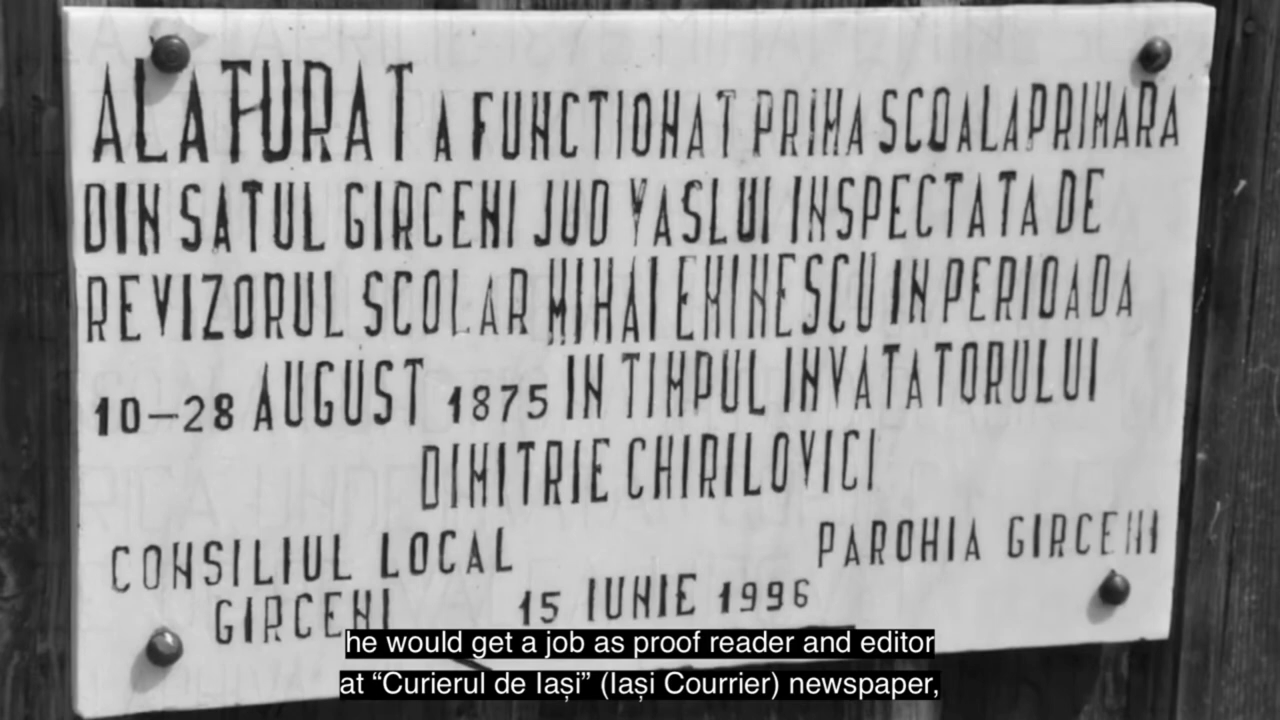 ALATURAT A FUNCTIONAT PRIMA SCOALA PRIMARA
DIN SATUL GIRCENI JUD VASLUI INSPECTATA DE
REVIZORUL SCOLAR MIHAI EMINESCU IN PERIOADA
10-28 AUGUST 1875 IN TIMPUL INVATATORULUI
DIMITRIE CHIRILOVICI
CONSILIUL LOCAL GIRCENI
PAROHIA GIRCENI
15 IUNIE 1996
he would get a job as proof reader and editor
at “Curierul de Iași” (Iași Courrier) newspaper,